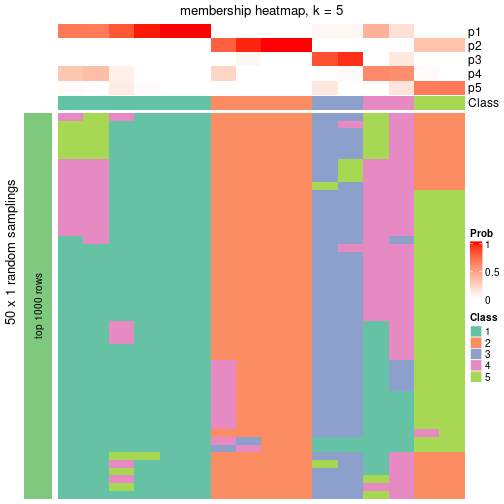 membership heatmap, k = 5
p1
p2
p3
p4
p5
Class
50 x 1 random samplings
top 1000 rows
Prob
1
0.5
0
Class
1
2
3
4
5